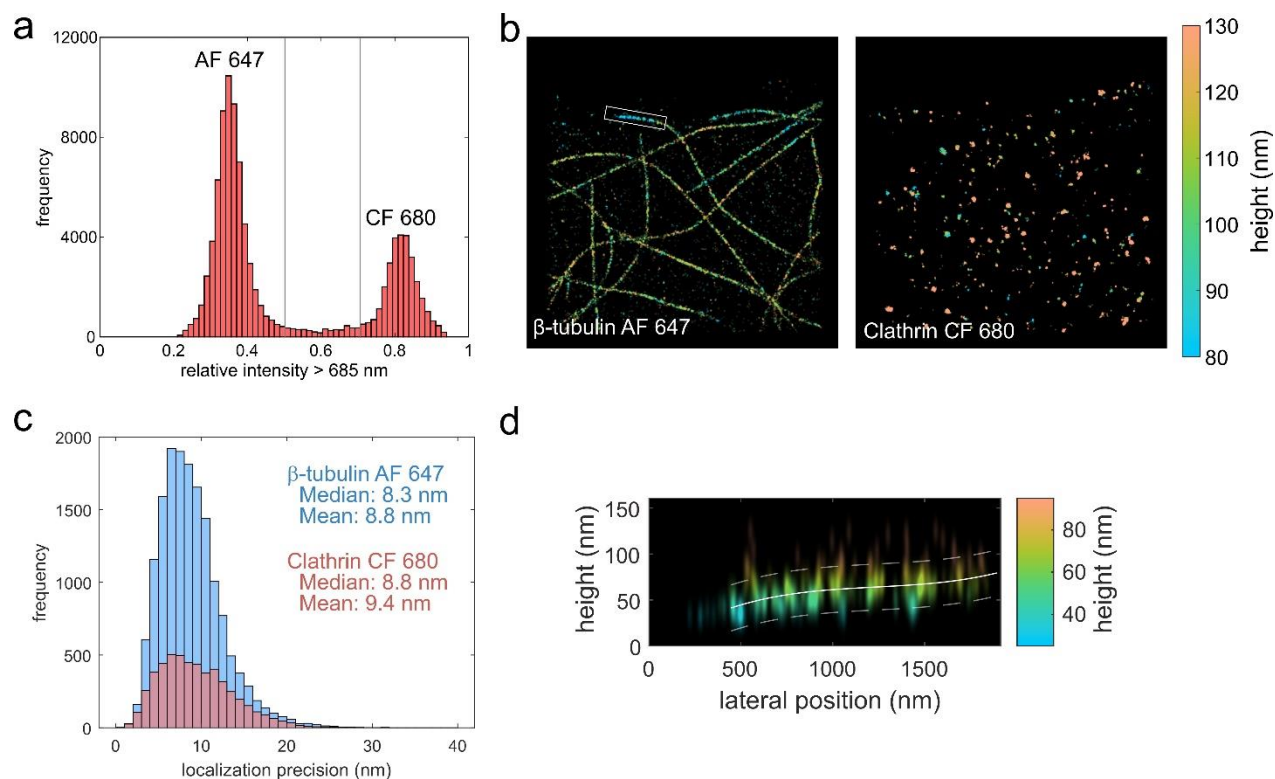 a
12000
8000
4000
0
frequency
AF 647
CF 680
0
0.2
0.4
0.6
0.8
1
relative intensity > 685 nm
b
β-tubulin AF 647
Clathrin CF 680
130
120
110
100
90
80
height (nm)
c
2000
1500
1000
500
0
frequency
β-tubulin AF 647
Median: 8.3 nm
Mean: 8.8 nm
Clathrin CF 680
Median: 8.8 nm
Mean: 9.4 nm
0
10
20
30
40
localization precision (nm)
d
150
100
50
0
height (nm)
0
500
1000
1500
lateral position (nm)
80
60
40
height (nm)